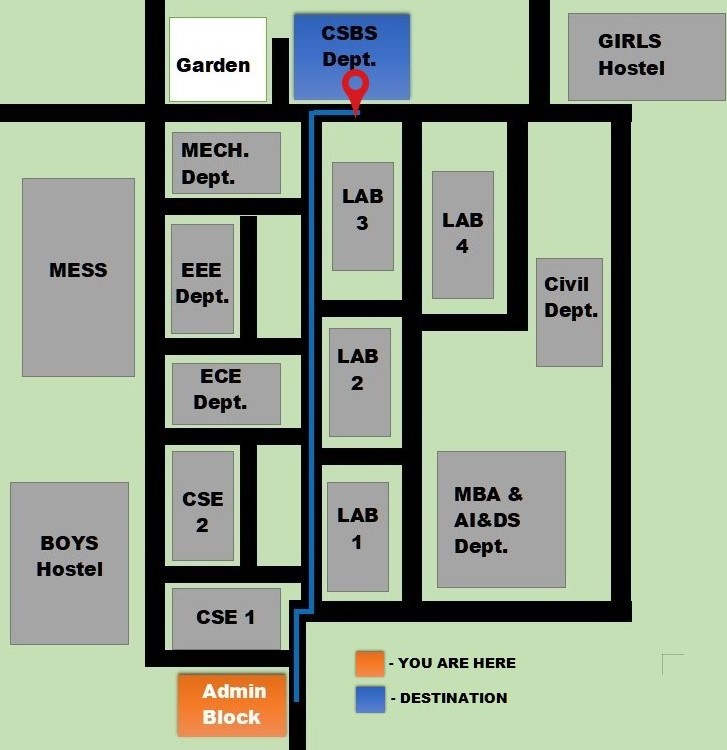 Garden
CSBS
Dept.
GIRLS
Hostel
MECH.
Dept.
LAB
3
LAB
4
MESS
EEE
Dept.
Civil
Dept.
LAB
2
ECE
Dept.
CSE
2
LAB
1
MBA &
AI&DS
Dept.
BOYS
Hostel
CSE 1
Admin
Block
- YOU ARE HERE
- DESTINATION